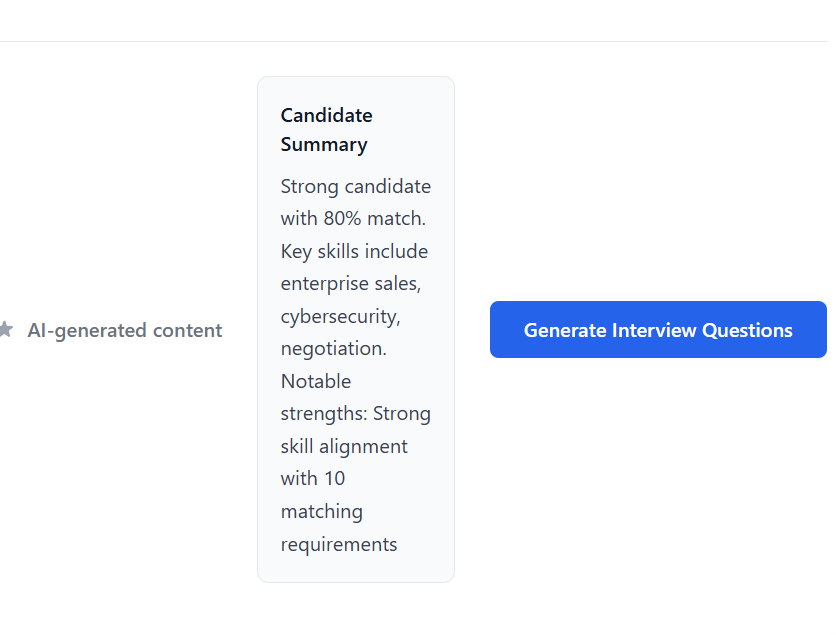 AI-generated content
Candidate
Summary
Strong candidate
with 80% match.
Key skills include
enterprise sales,
cybersecurity,
negotiation.
Notable
strengths: Strong
skill alignment
with 10
matching
requirements
Generate Interview Questions